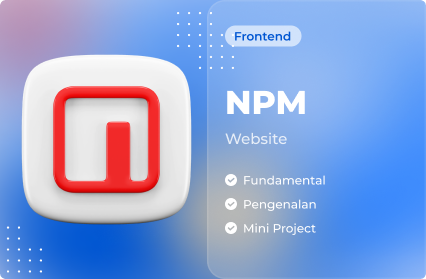 Frontend
NPM
Website
Fundamental
Pengenalan
Mini Project